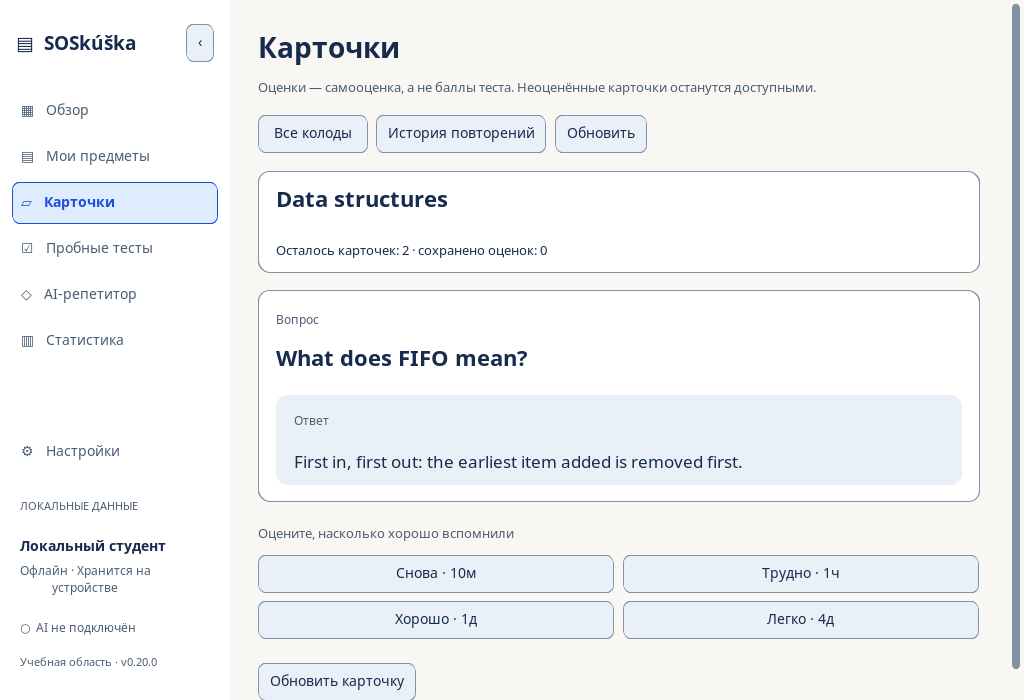 SOSkúška
‹
Обзор
Мои предметы
Карточки
Пробные тесты
AI-репетитор
Статистика
Настройки
ЛОКАЛЬНЫЕ ДАННЫЕ
Локальный студент
Офлайн · Хранится на
устройстве
AI не подключён
Учебная область · v0.20.0
Карточки
Оценки — самооценка, а не баллы теста. Неоценённые карточки останутся доступными.
Все колоды
История повторений
Обновить
Data structures
Осталось карточек: 2 · сохранено оценок: 0
Вопрос
What does FIFO mean?
Ответ
First in, first out: the earliest item added is removed first.
Оцените, насколько хорошо вспомнили
Снова · 10м
Трудно · 1ч
Хорошо · 1д
Легко · 4д
Обновить карточку